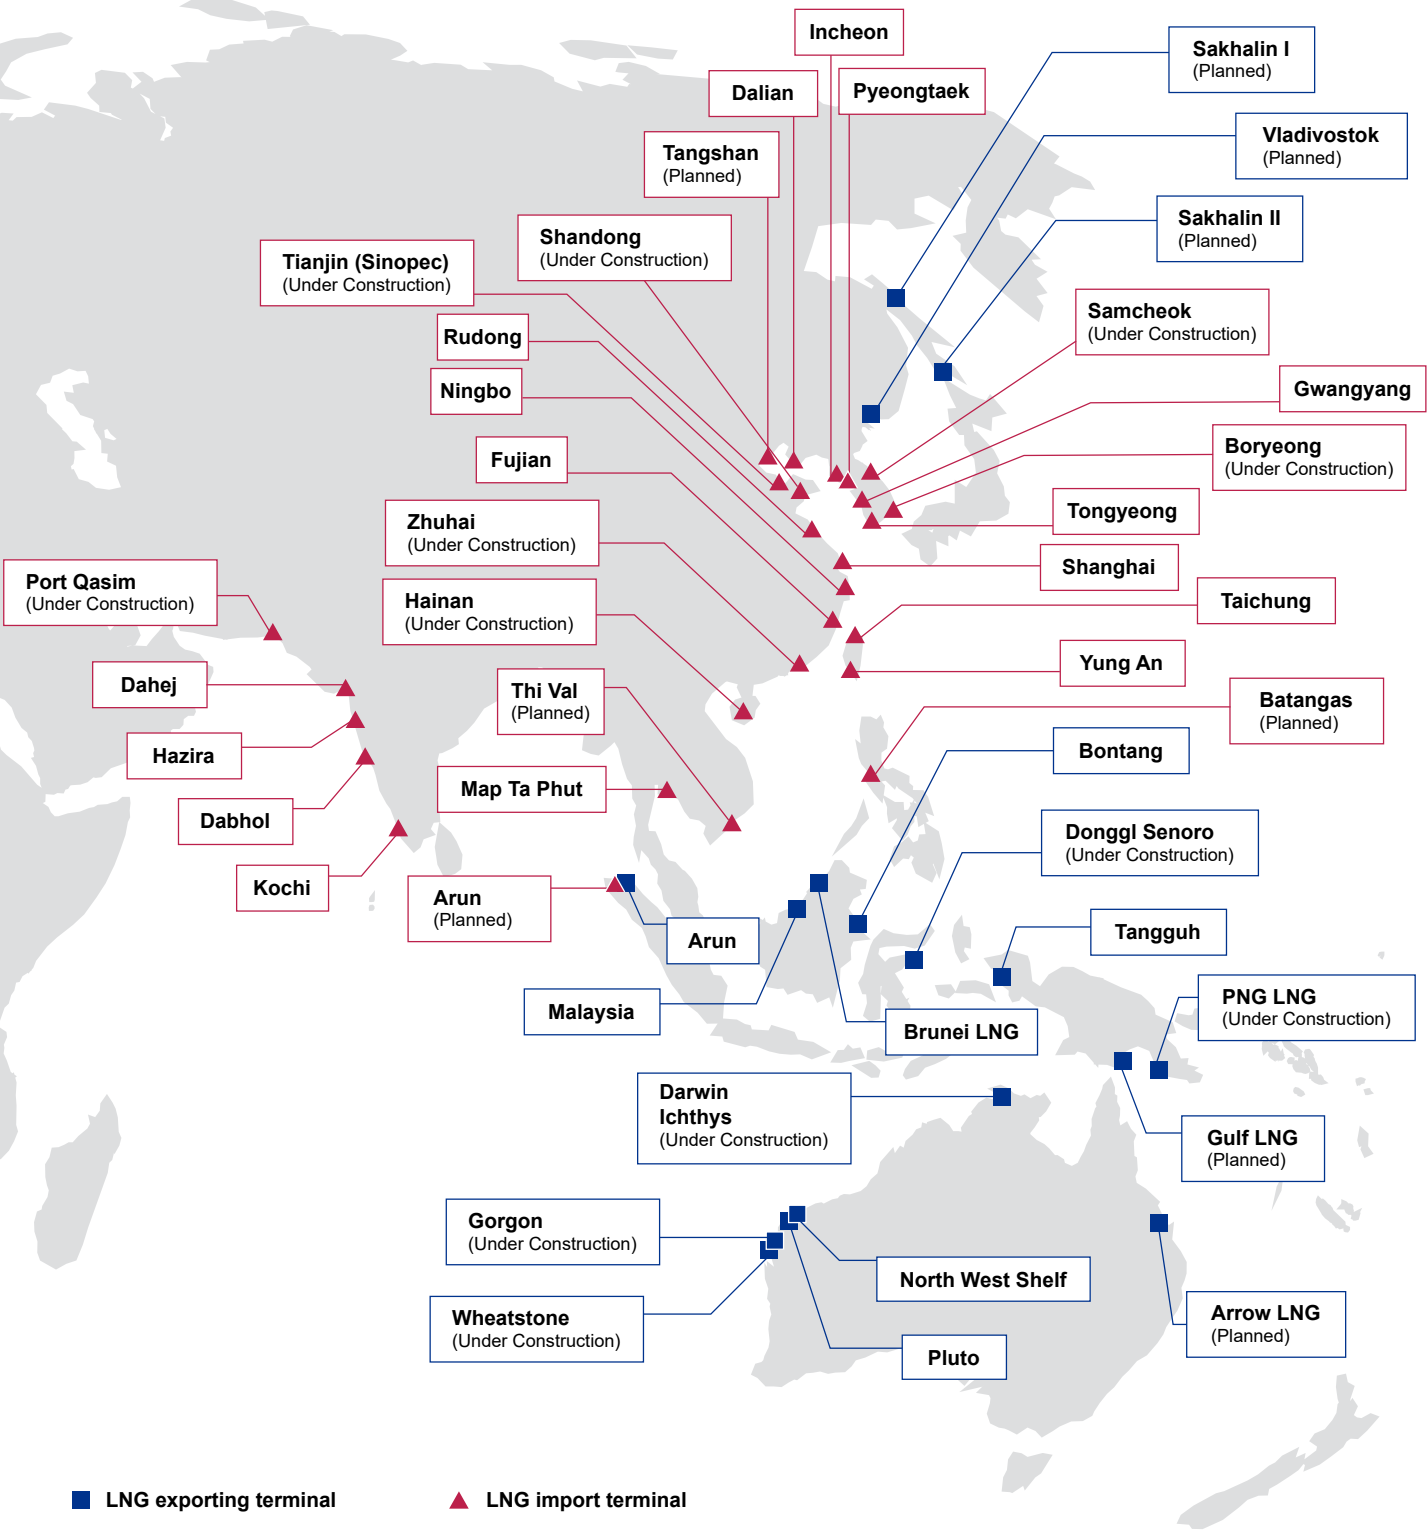 Incheon
Sakhalin I
(Planned)
Dalian
Pyeongtaek
Vladivostok
(Planned)
Tangshan
(Planned)
Sakhalin II
(Planned)
Shandong
(Under Construction)
Tianjin (Sinopec)
(Under Construction)
Samcheok
(Under Construction)
Rudong
Gwangyang
Ningbo
Boryeong
(Under Construction)
Fujian
Tongyeong
Zhuhai
(Under Construction)
Shanghai
Port Qasim
(Under Construction)
Hainan
(Under Construction)
Taichung
Yung An
Dahej
Thi Val
(Planned)
Batangas
(Planned)
Hazira
Bontang
Map Ta Phut
Dabhol
Donggl Senoro
(Under Construction)
Kochi
Arun
(Planned)
Arun
Tangguh
Malaysia
PNG LNG
(Under Construction)
Brunei LNG
Darwin
Ichthys
(Under Construction)
Gulf LNG
(Planned)
Gorgon
(Under Construction)
North West Shelf
Wheatstone
(Under Construction)
Arrow LNG
(Planned)
Pluto
LNG exporting terminal
LNG import terminal